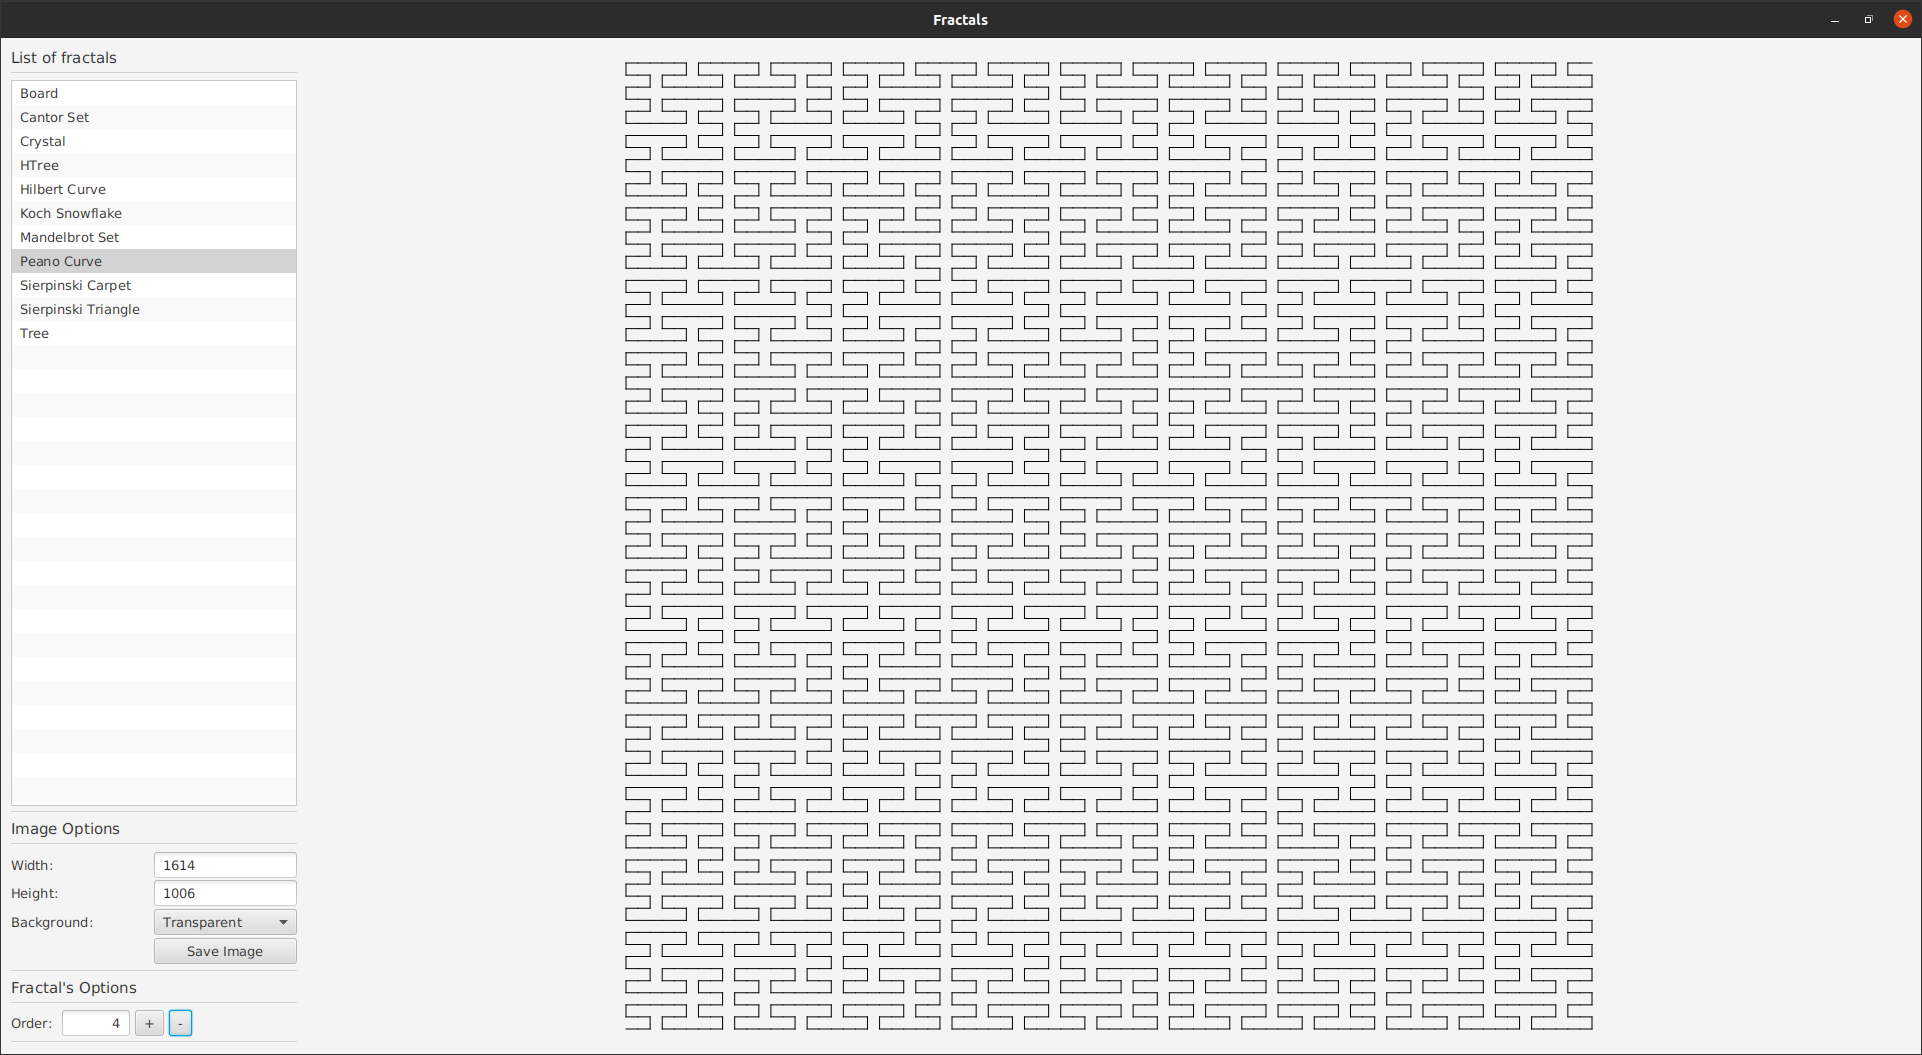 Fractals
List of fractals
Board
Cantor Set
Crystal
HTree
Hilbert Curve
Koch Snowflake
Mandelbrot Set
Peano Curve
Sierpinski Carpet
Sierpinski Triangle
Tree
Image Options
Width: 1614
Height: 1006
Background: Transparent
Save Image
Fractal's Options
Order: 4 + -